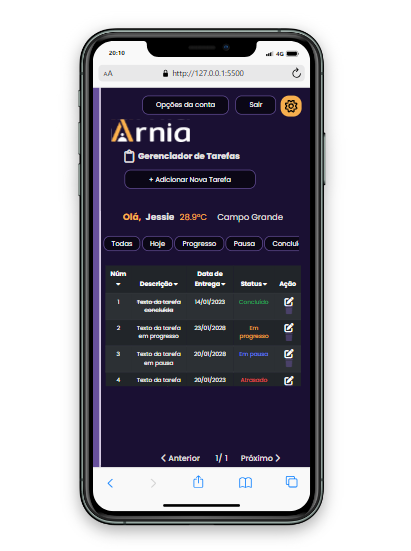 20:10
4G
AA
http://127.0.0.1:5500
Opções da conta
Sair
Arnia
Gerenciador de Tarefas
+ Adicionar Nova Tarefa
Olá, Jessie 28.9°C Campo Grande
Todas Hoje Progresso Pausa Concluí
Núm Descrição Data de Entrega Status Ação
1 Texto da tarefa concluída 14/01/2023 Concluída
2 Texto da tarefa em progresso 23/01/2028 Em progresso
3 Texto da tarefa em pausa 20/01/2028 Em pausa
4 Texto da tarefa 20/01/2023 Atrasada
Anterior 1/ 1 Próximo